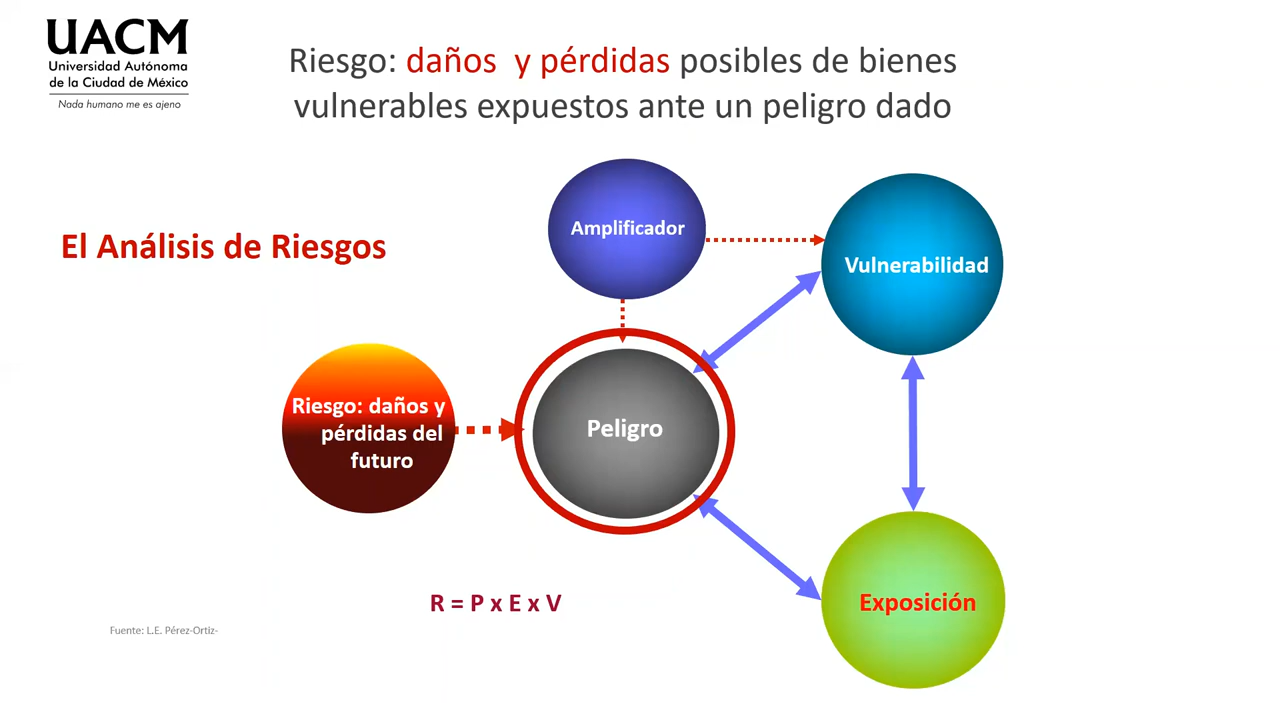 UACM
Universidad Autónoma
de la Ciudad de México
Nada humano me es ajeno
Riesgo: daños y pérdidas posibles de bienes
vulnerables expuestos ante un peligro dado
El Análisis de Riesgos
Amplificador
Vulnerabilidad
Riesgo: daños y
pérdidas del
futuro
Peligro
Exposición
R = P x E x V
Fuente: L.E. Pérez-Ortiz-